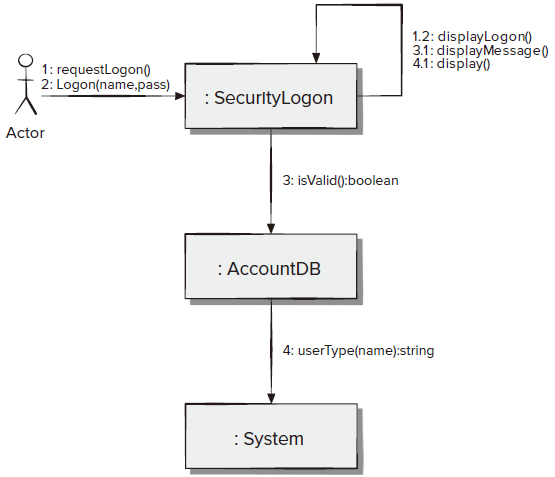 1.2: displayLogon()
3.1: displayMessage()
4.1: display()
1: requestLogon()
2: Logon(name,pass)
: SecurityLogon
Actor
3: isValid():boolean
: AccountDB
4: userType(name):string
: System